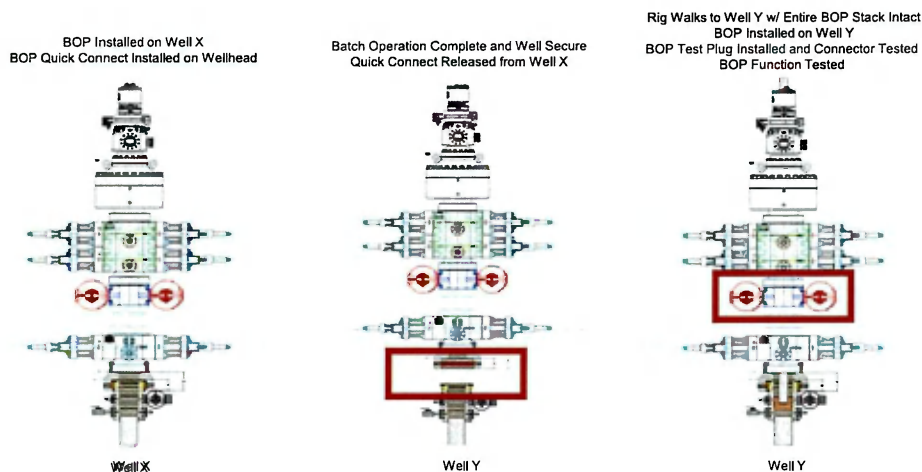 BOP Installed on Well X
BOP Quick Connect Installed on Wellhead
Batch Operation Complete and Well Secure
Quick Connect Released from Well X
Rig Walks to Well Y w/ Entire BOP Stack Intact
BOP Installed on Well Y
BOP Test Plug Installed and Connector Tested
BOP Function Tested
Well X
Well Y
Well Y